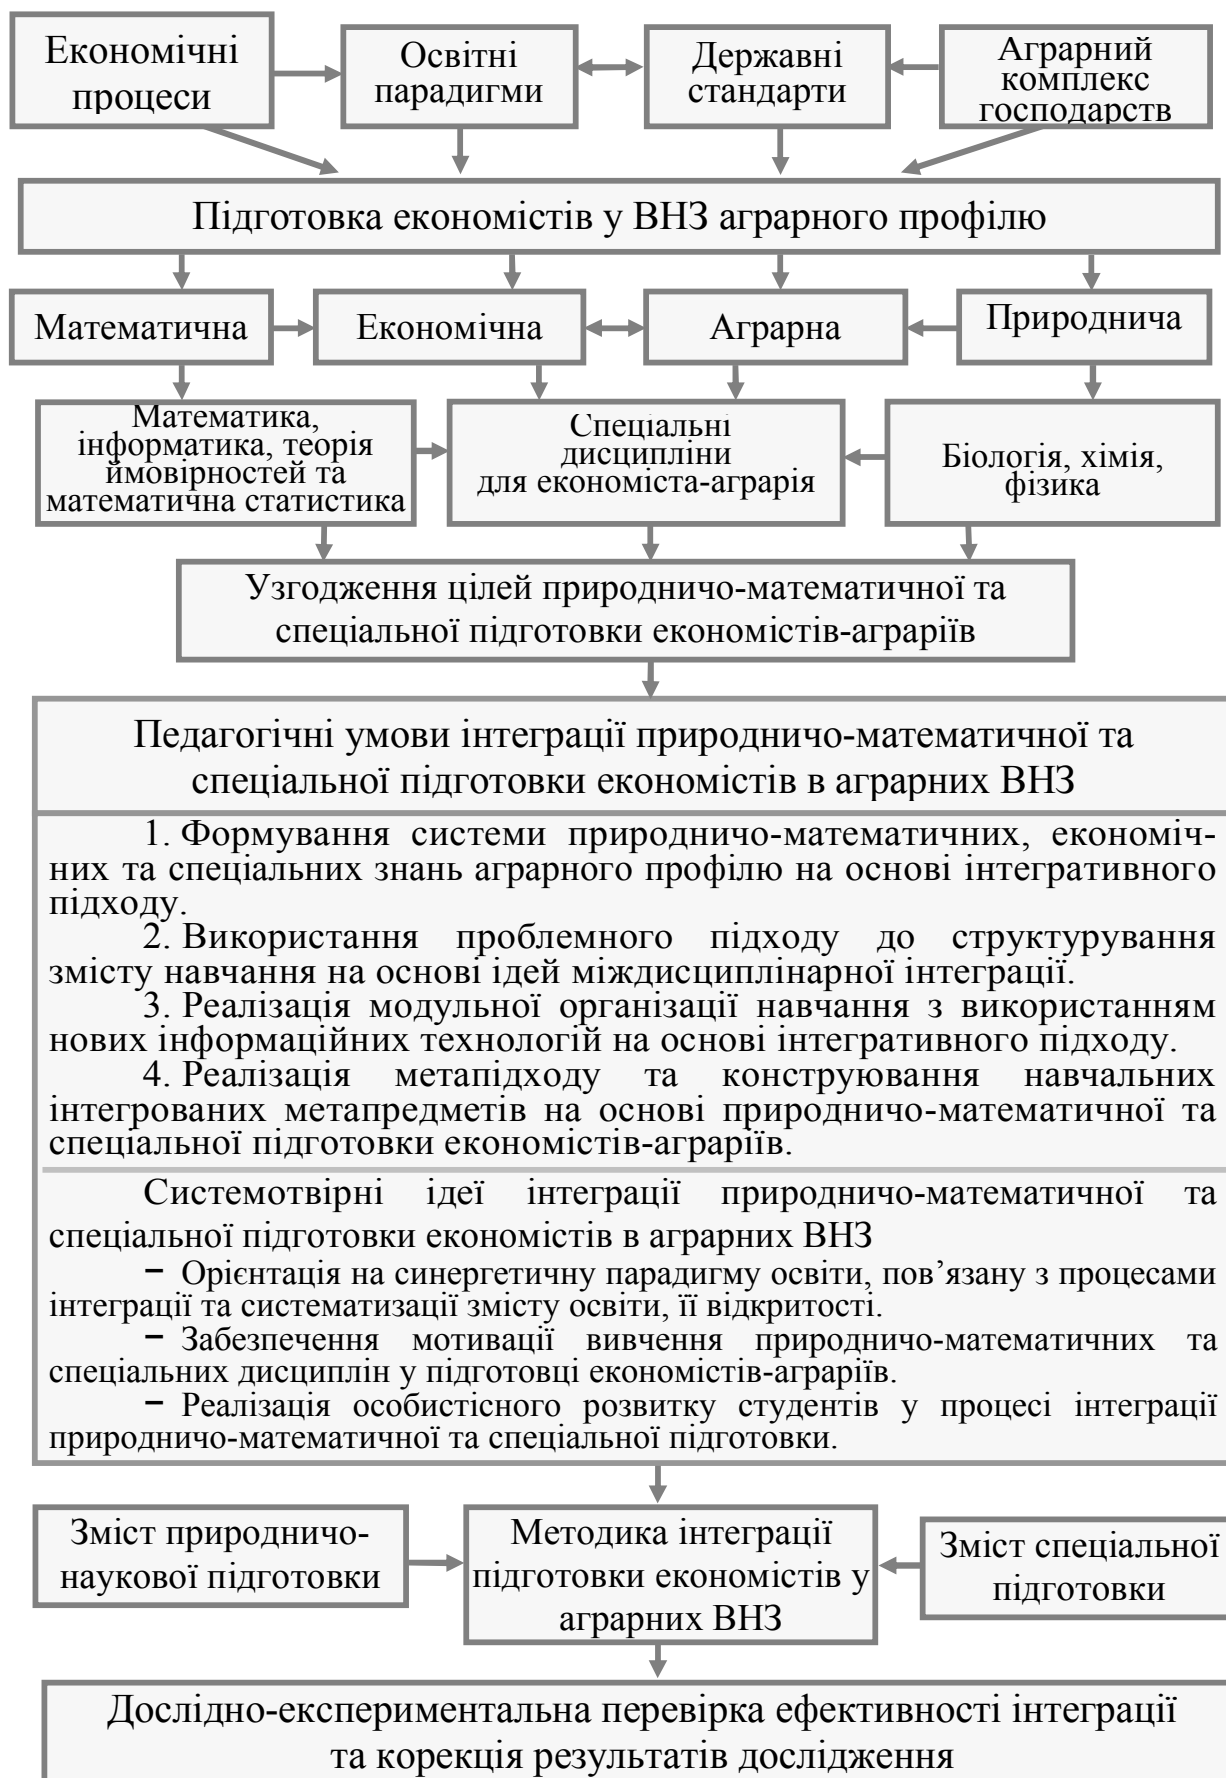 Економічні
процеси
Освітні
парадигми
Державні
стандарти
Аграрний
комплекс
господарств
Підготовка економістів у ВНЗ аграрного профілю
Математична
Економічна
Аграрна
Природнича
Математика,
інформатика, теорія
ймовірностей та
математична статистика
Спеціальні
дисципліни
для економіста-аграрія
Біологія, хімія,
фізика
Узгодження цілей природничо-математичної та
спеціальної підготовки економістів-аграріїв
Педагогічні умови інтеграції природничо-математичної та
спеціальної підготовки економістів в аграрних ВНЗ
1. Формування системи природничо-математичних, економіч-
них та спеціальних знань аграрного профілю на основі інтегративного
підходу.
2. Використання проблемного підходу до структурування
змісту навчання на основі ідей міждисциплінарної інтеграції.
3. Реалізація модульної організації навчання з використанням
нових інформаційних технологій на основі інтегративного підходу.
4. Реалізація метапідходу та конструювання навчальних
інтегрованих метапредметів на основі природничо-математичної та
спеціальної підготовки економістів-аграріїв.
Системотвірні ідеї інтеграції природничо-математичної та
спеціальної підготовки економістів в аграрних ВНЗ
− Орієнтація на синергетичну парадигму освіти, пов’язану з процесами
інтеграції та систематизації змісту освіти, її відкритості.
− Забезпечення мотивації вивчення природничо-математичних та
спеціальних дисциплін у підготовці економістів-аграріїв.
− Реалізація особистісного розвитку студентів у процесі інтеграції
природничо-математичної та спеціальної підготовки.
Зміст природничо-
наукової підготовки
Методика інтеграції
підготовки економістів у
аграрних ВНЗ
Зміст спеціальної
підготовки
Дослідно-експериментальна перевірка ефективності інтеграції
та корекція результатів дослідження